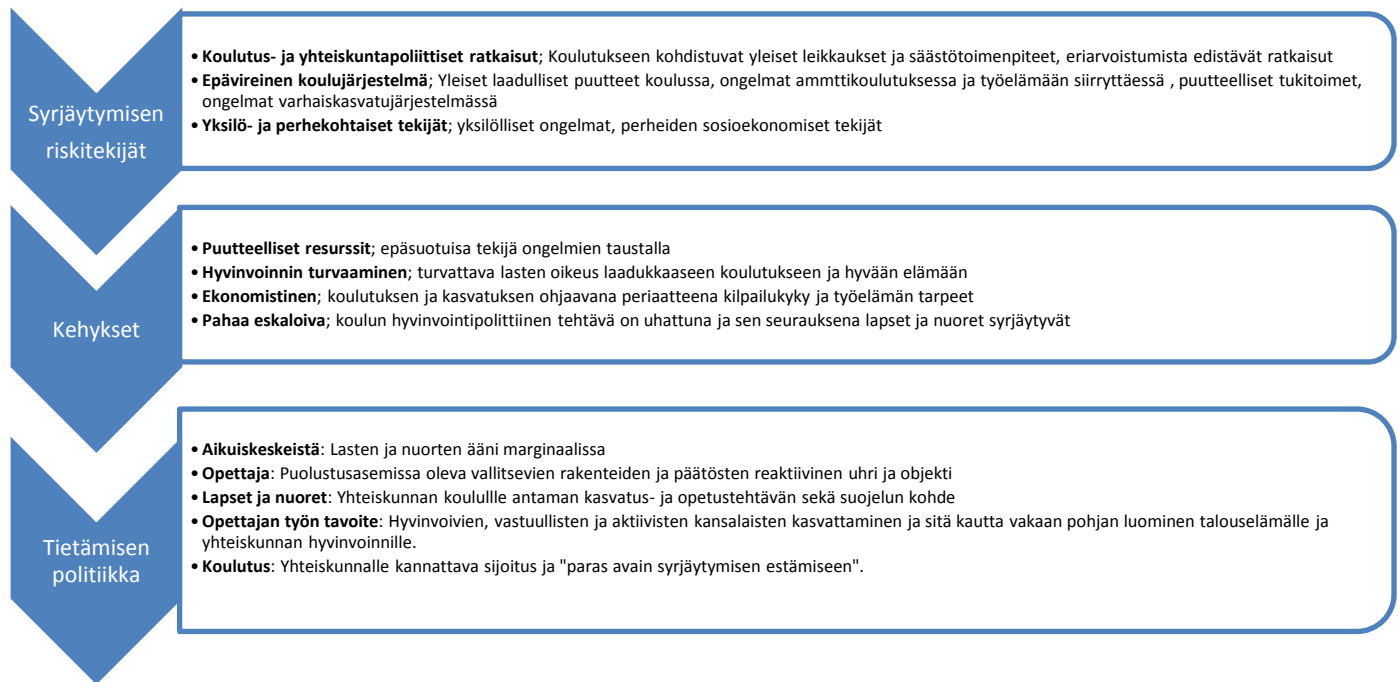 Syrjäytymisen
riskitekijät
• Koulutus- ja yhteiskuntapoliittiset ratkaisut; Koulutukseen kohdistuvat yleiset leikkaukset ja säästötoimenpiteet, eriarvoistumista edistävät ratkaisut
• Epävireinen koulujärjestelmä; Yleiset laadulliset puutteet koulussa, ongelmat ammttikoulutuksessa ja työelämään siirryttäessä , puutteelliset tukitoimet,
ongelmat varhaiskasvatujärjestelmässä
• Yksilö- ja perhekohtaiset tekijät; yksilölliset ongelmat, perheiden sosioekonomiset tekijät
Kehykset
• Puutteelliset resurssit; epäsuotuisa tekijä ongelmien taustalla
• Hyvinvoinnin turvaaminen; turvattava lasten oikeus laadukkaaseen koulutukseen ja hyvään elämään
• Ekonomistinen; koulutuksen ja kasvatuksen ohjaavana periaatteena kilpailukyky ja työelämän tarpeet
• Pahaa eskaloiva; koulun hyvinvointipolittiinen tehtävä on uhattuna ja sen seurauksena lapset ja nuoret syrjäytyvät
Tietämisen
politiikka
• Aikuiskeskeistä: Lasten ja nuorten ääni marginaalissa
• Opettaja: Puolustusasemissa oleva vallitsevien rakenteiden ja päätösten reaktiivinen uhri ja objekti
• Lapset ja nuoret: Yhteiskunnan koulullle antaman kasvatus- ja opetustehtävän sekä suojelun kohde
• Opettajan työn tavoite: Hyvinvoivien, vastuullisten ja aktiivisten kansalaisten kasvattaminen ja sitä kautta vakaan pohjan luominen talouselämälle ja
yhteiskunnan hyvinvoinnille.
• Koulutus: Yhteiskunnalle kannattava sijoitus ja "paras avain syrjäytymisen estämiseen".